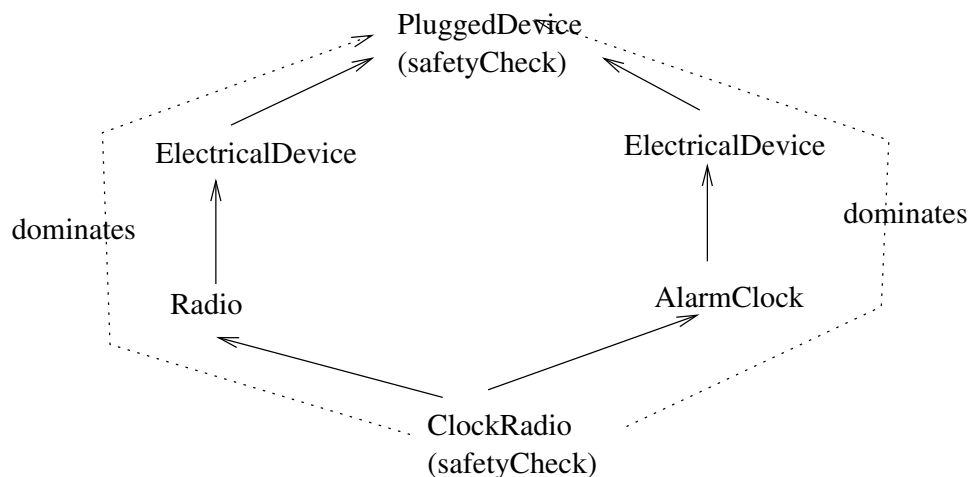 PluggedDevice
(safetyCheck)
ElectricalDevice
ElectricalDevice
dominates
dominates
Radio
AlarmClock
ClockRadio
(safetyCheck)